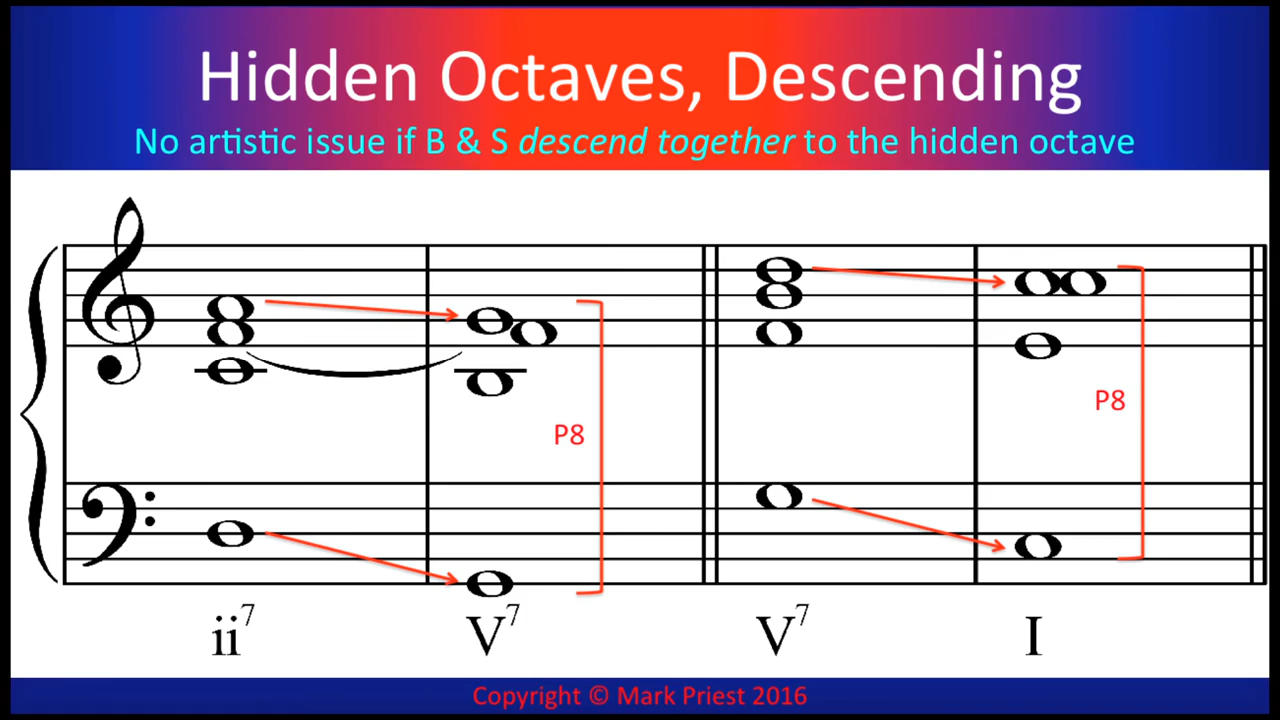 Hidden Octaves, Descending
No artistic issue if B & S descend together to the hidden octave
P8
P8
ii7 V7 V7 I
Copyright © Mark Priest 2016